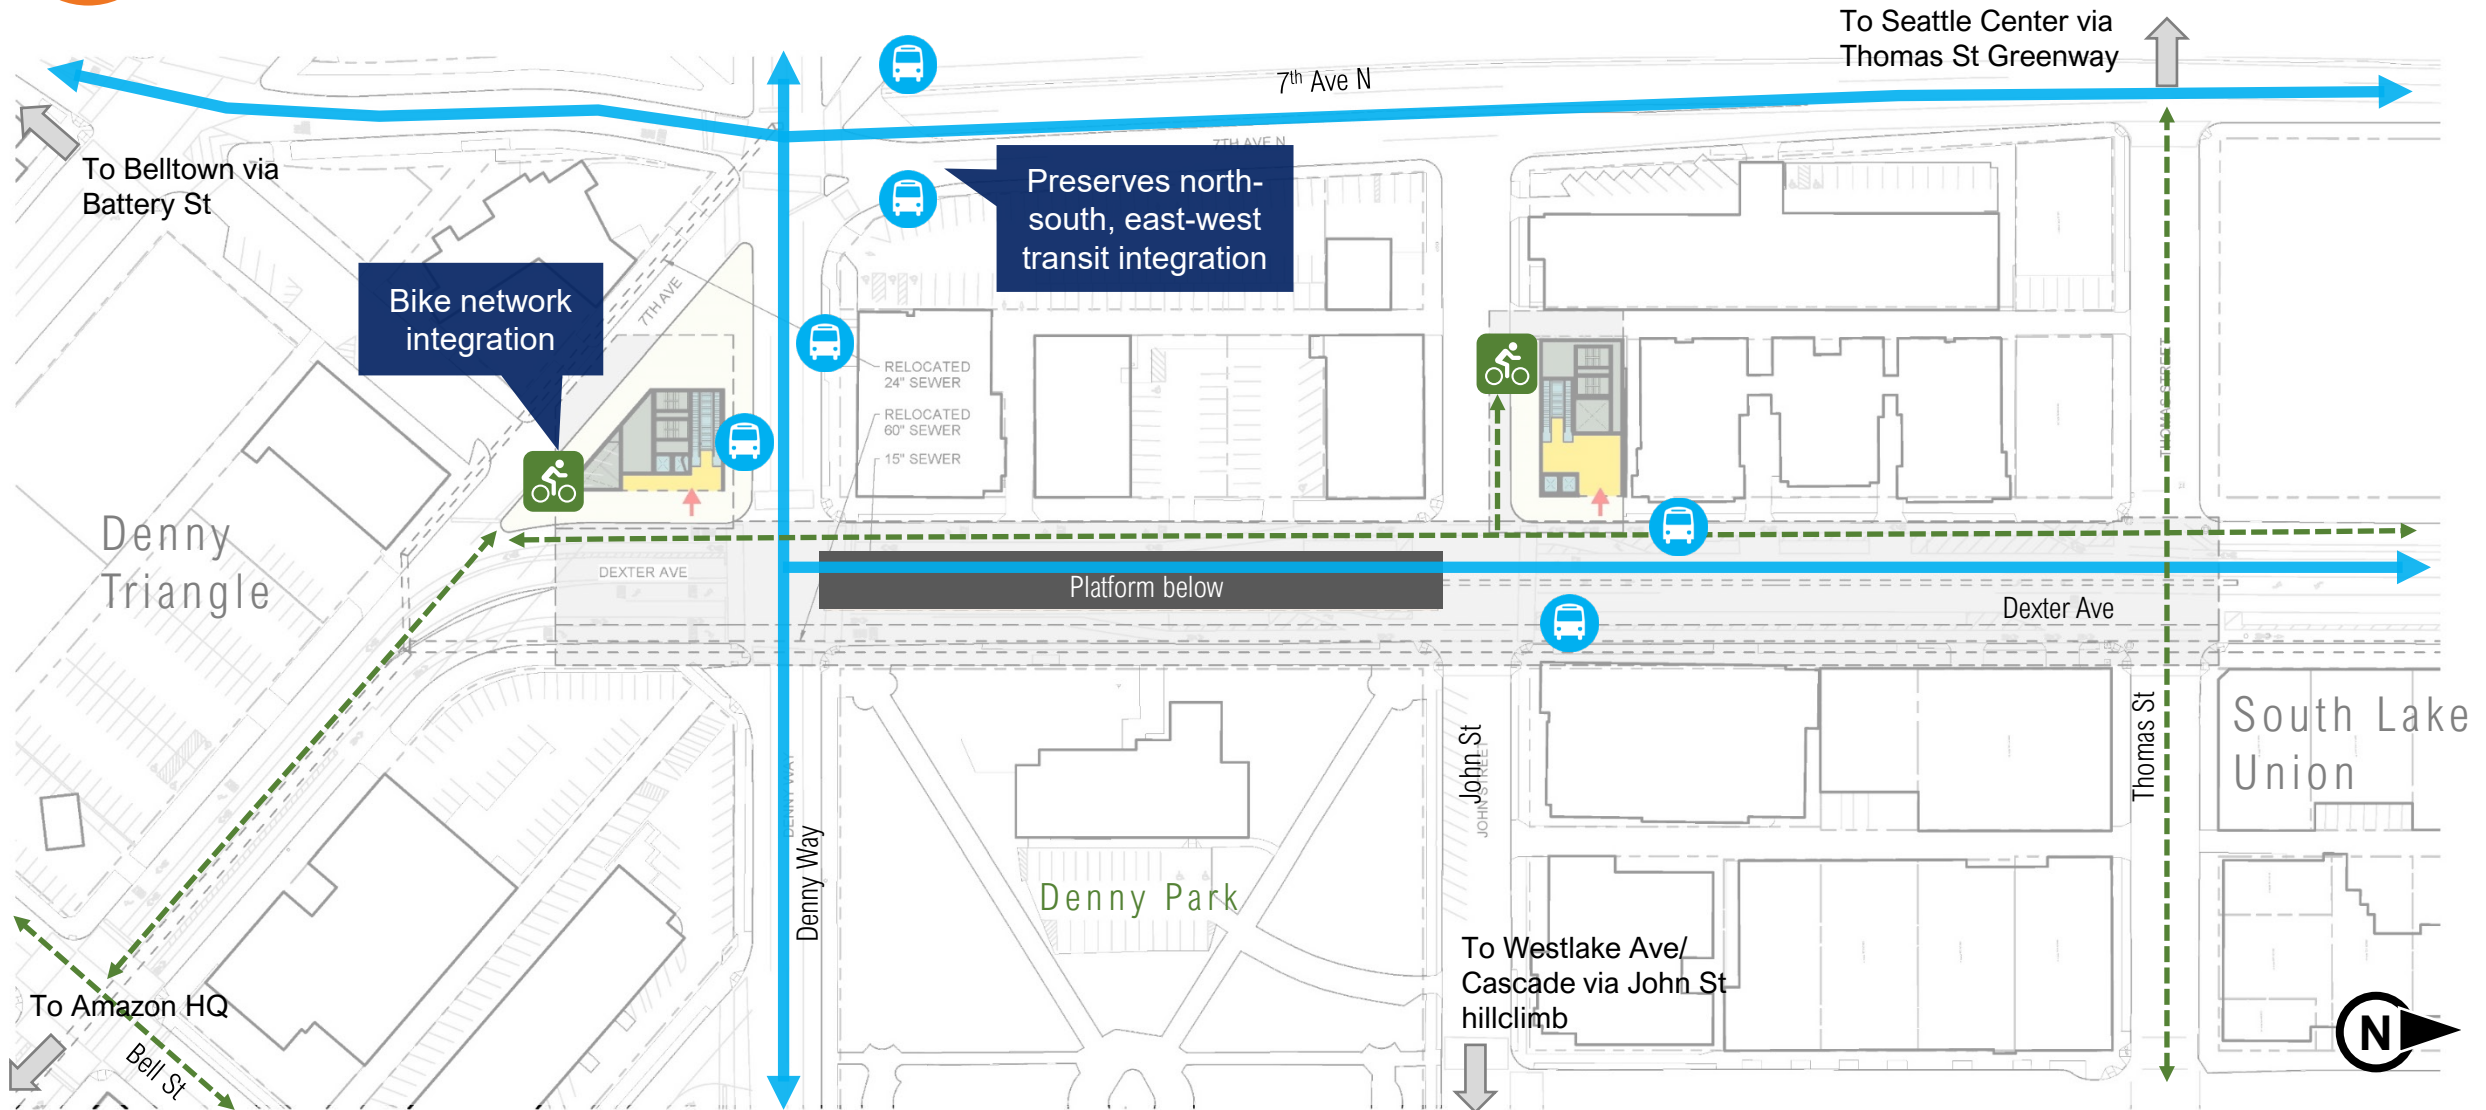 To Seattle Center via
Thomas St Greenway
7th Ave N
7TH AVE N
To Belltown via
Battery St
Preserves north-
south, east-west
transit integration
Bike network
integration
7TH AVE
RELOCATED
24" SEWER
RELOCATED
60" SEWER
15" SEWER
THOMAS STREET
Denny
Triangle
DEXTER AVE
Platform below
Dexter Ave
South Lake
Union
Thomas St
John St
JOHN STREET
DENNY WAY
Denny Way
Denny Park
To Westlake Ave/
Cascade via John St
hillclimb
To Amazon HQ
Bell St
N